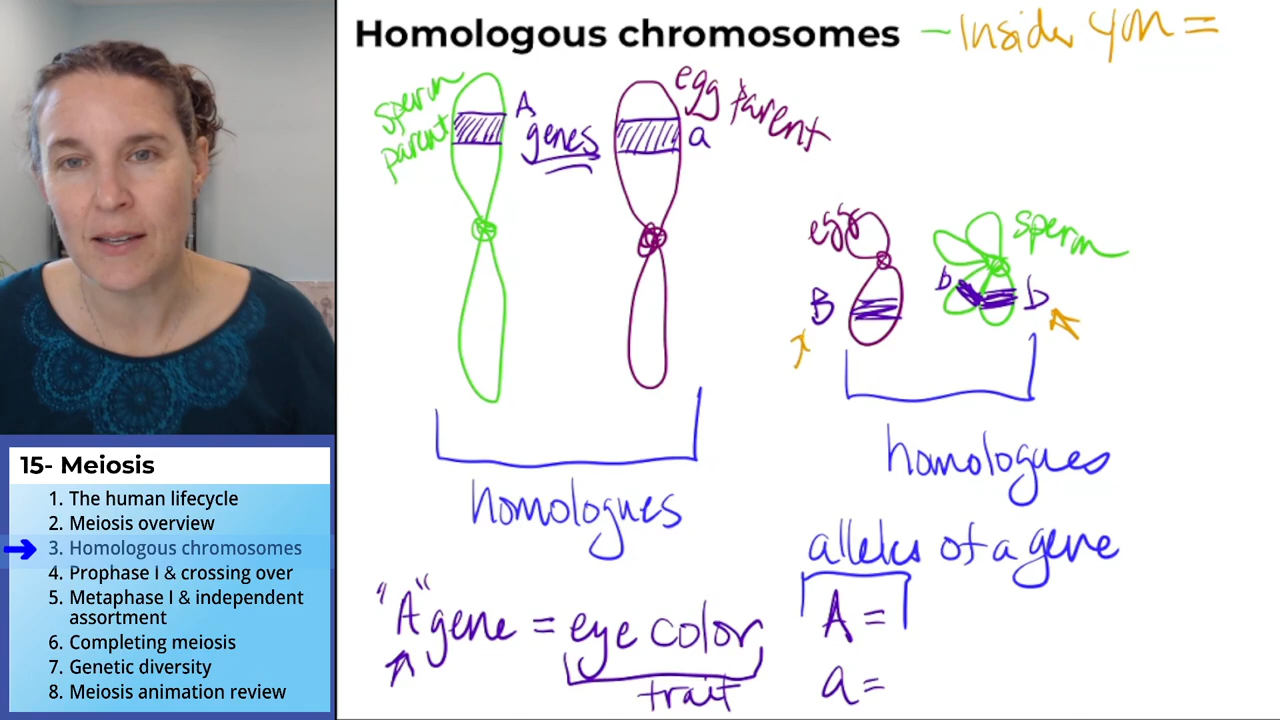 Homologous chromosomes - Inside you =
sperm parent
A
genes
egg parent
a
egg
sperm
B
b
b
homologues
homologues
alleles of a gene
"A" gene = eye color
trait
A =
a =
15- Meiosis
1. The human lifecycle
2. Meiosis overview
3. Homologous chromosomes
4. Prophase I & crossing over
5. Metaphase I & independent
assortment
6. Completing meiosis
7. Genetic diversity
8. Meiosis animation review